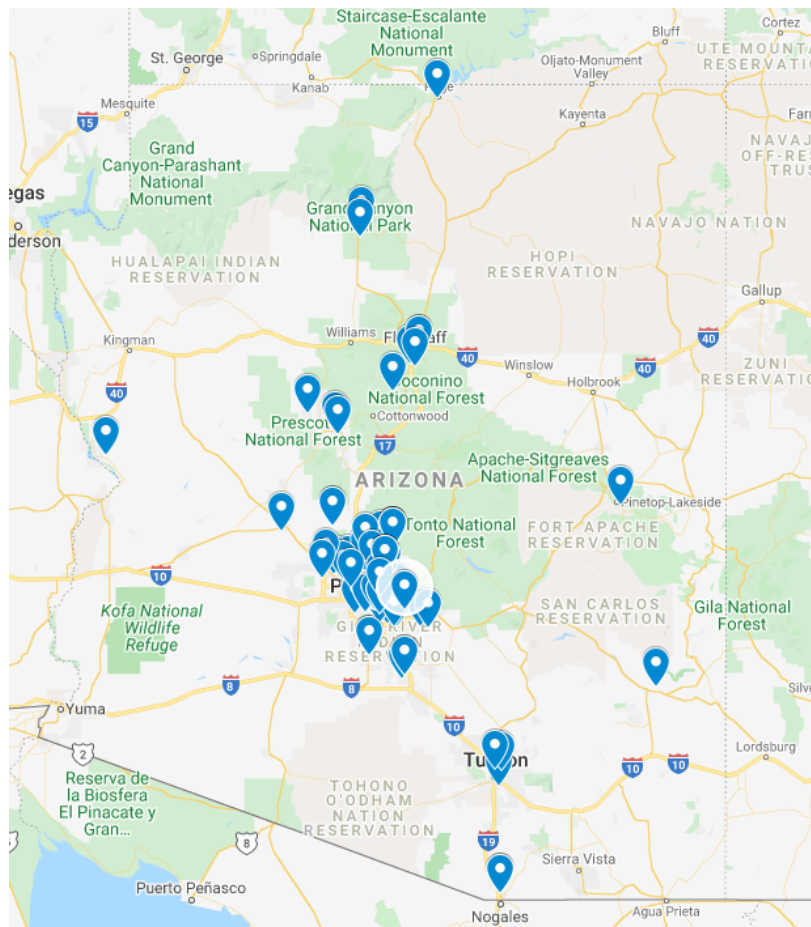 Staircase-Escalante
National
Monument
Bluff
Cortez
UTE MOUNTA
RESERVATION
St. George
Springdale
Kanab
Oljato-Monument
Valley
Mesquite
15
Kayenta
Farm
Grand
Canyon-Parashant
National
Monument
NAVAJ
OFF-RE
TRUS
egas
derson
National Park
NAVAJO NATION
HUALAPAI INDIAN
RESERVATION
HOPI
RESERVATION
Gallup
Kingman
Williams
40
40
40
40
Winslow
Holbrook
ZUNI
RESERVATIO
National Forest
Cottonwood
National Forest
17
ARIZONA
Apache-Sitgreaves
National Forest
Pinetop-Lakeside
Tonto National
Forest
FORT APACHE
RESERVATION
10
Kofa National
Wildlife
Refuge
SAN CARLOS
RESERVATION
Gila National
Forest
RESERVATION
8
8
Yuma
10
Silve
2
Lordsburg
10
10
Reserva de
la Biosfera
El Pinacate y
Gran...
TOHONO
O'ODHAM
NATION
RESERVATION
8
19
Sierra Vista
Puerto Peñasco
Nogales
Agua Prieta